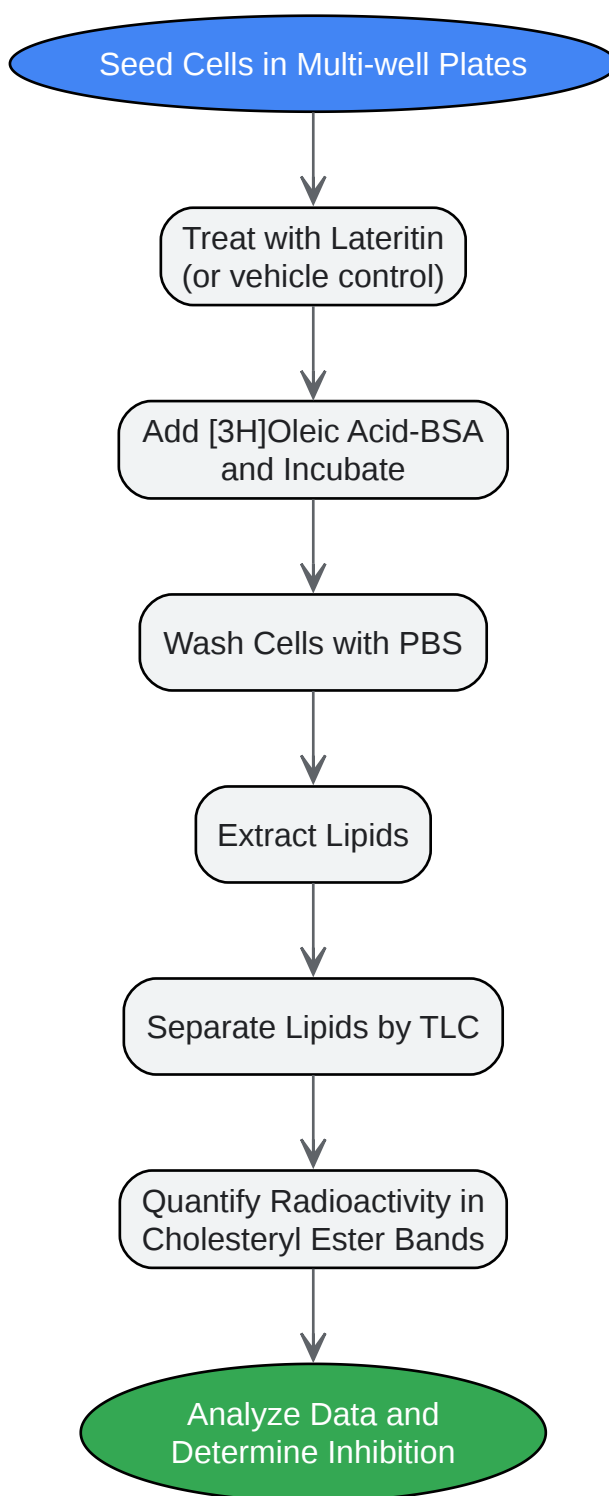 Seed Cells in Multi-well Plates
Treat with Lateritin
(or vehicle control)
Add [3H]Oleic Acid-BSA
and Incubate
Wash Cells with PBS
Extract Lipids
Separate Lipids by TLC
Quantify Radioactivity in
Cholesteryl Ester Bands
Analyze Data and
Determine Inhibition